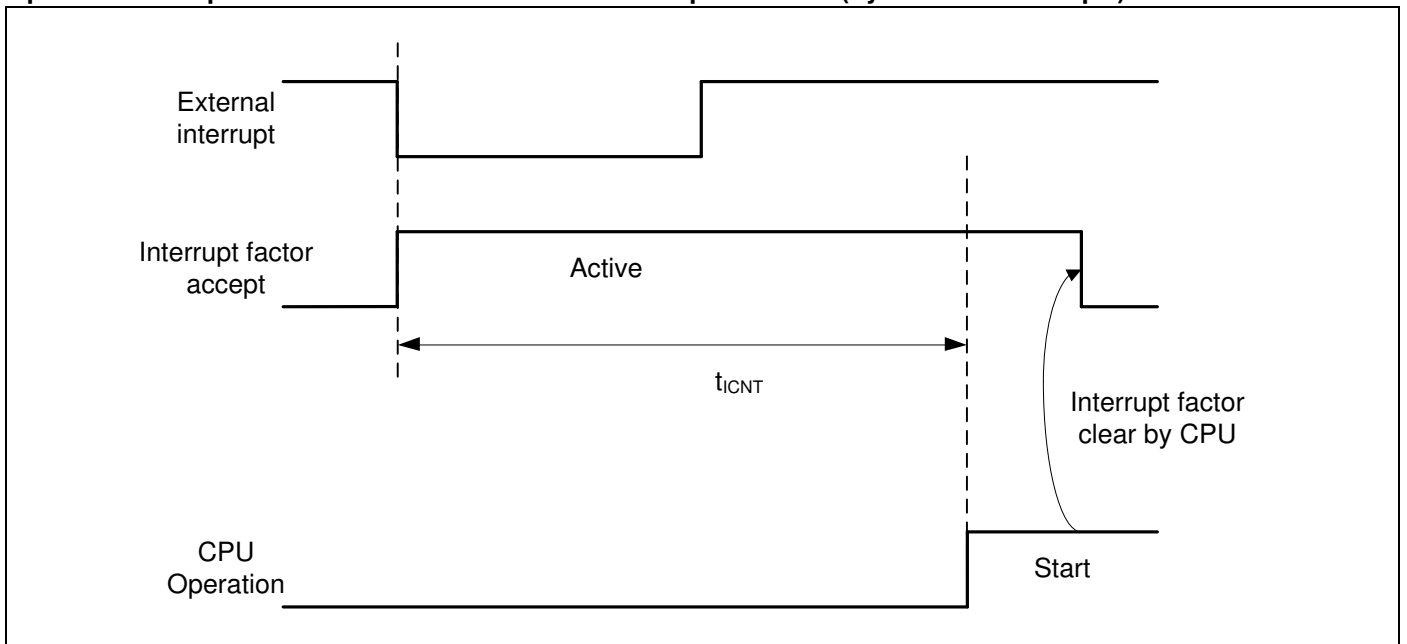 External
interrupt
Interrupt factor
accept
Active
tICNT
Interrupt factor
clear by CPU
CPU
Operation
Start